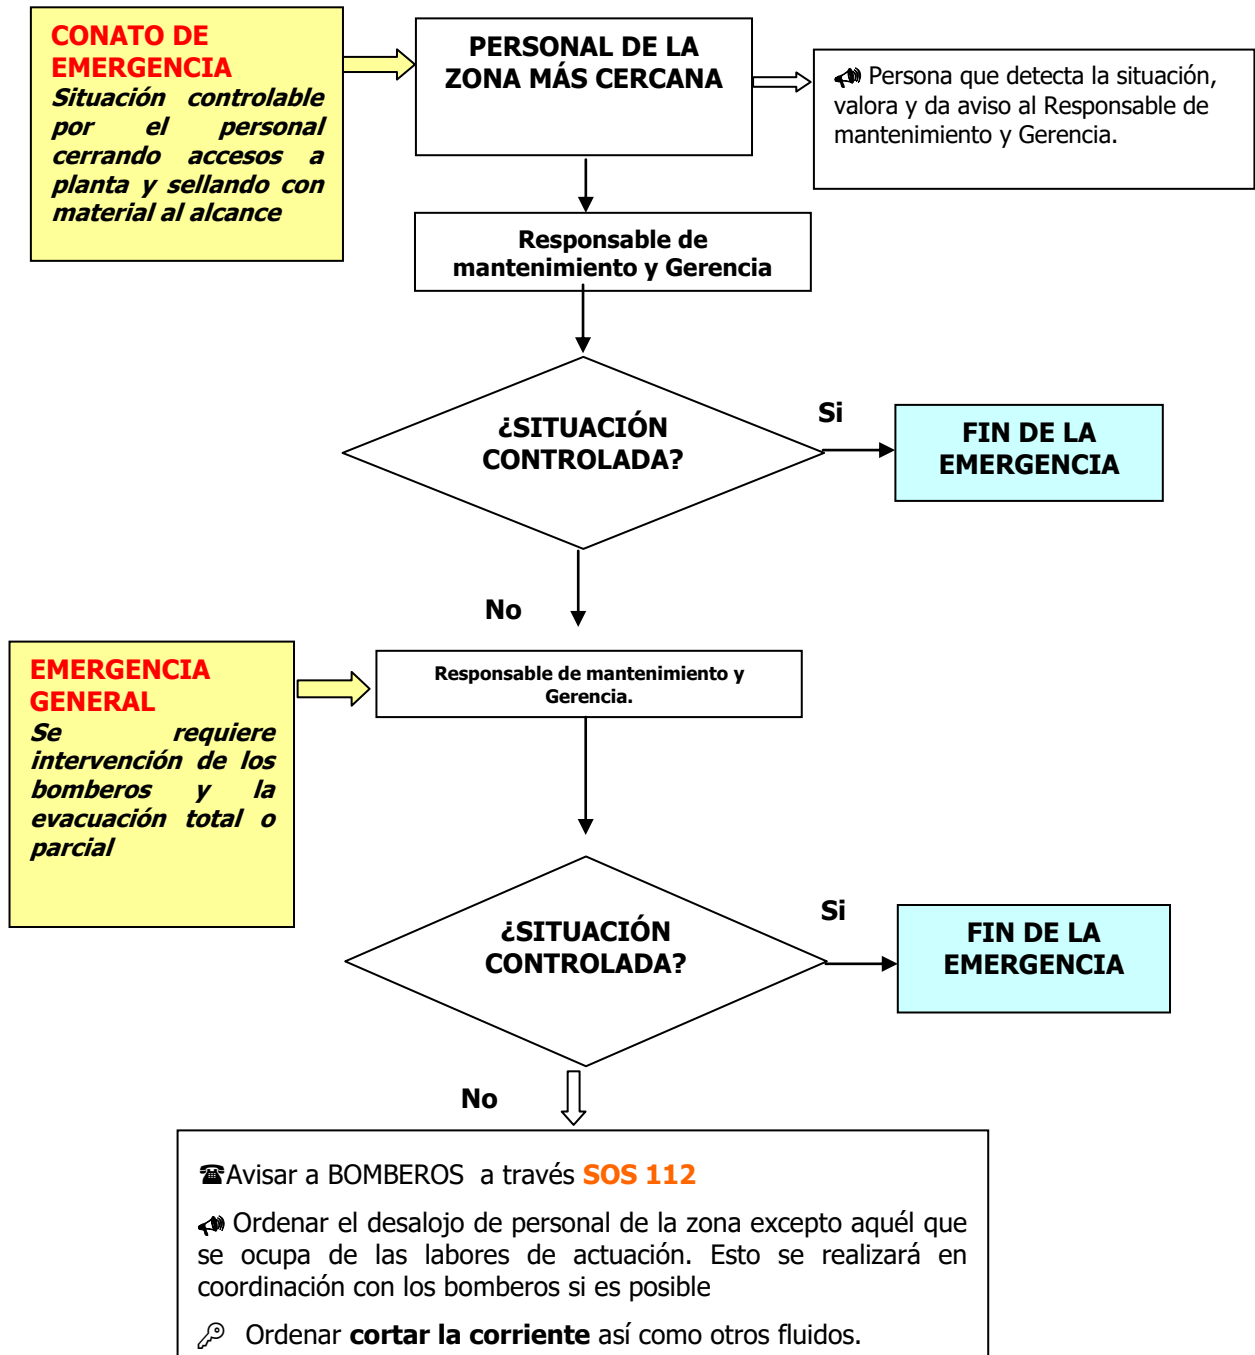 CONATO DE
EMERGENCIA
Situación controlable
por el personal
cerrando accesos a
planta y sellando con
material al alcance
PERSONAL DE LA
ZONA MÁS CERCANA
Persona que detecta la situación,
valora y da aviso al Responsable de
mantenimiento y Gerencia.
Responsable de
mantenimiento y Gerencia
¿SITUACIÓN
CONTROLADA?
Si
FIN DE LA
EMERGENCIA
No
EMERGENCIA
GENERAL
Se requiere
intervención de los
bomberos y la
evacuación total o
parcial
Responsable de mantenimiento y
Gerencia.
¿SITUACIÓN
CONTROLADA?
Si
FIN DE LA
EMERGENCIA
No
Avisar a BOMBEROS a través SOS 112
Ordenar el desalojo de personal de la zona excepto aquél que
se ocupa de las labores de actuación. Esto se realizará en
coordinación con los bomberos si es posible
Ordenar cortar la corriente así como otros fluidos.